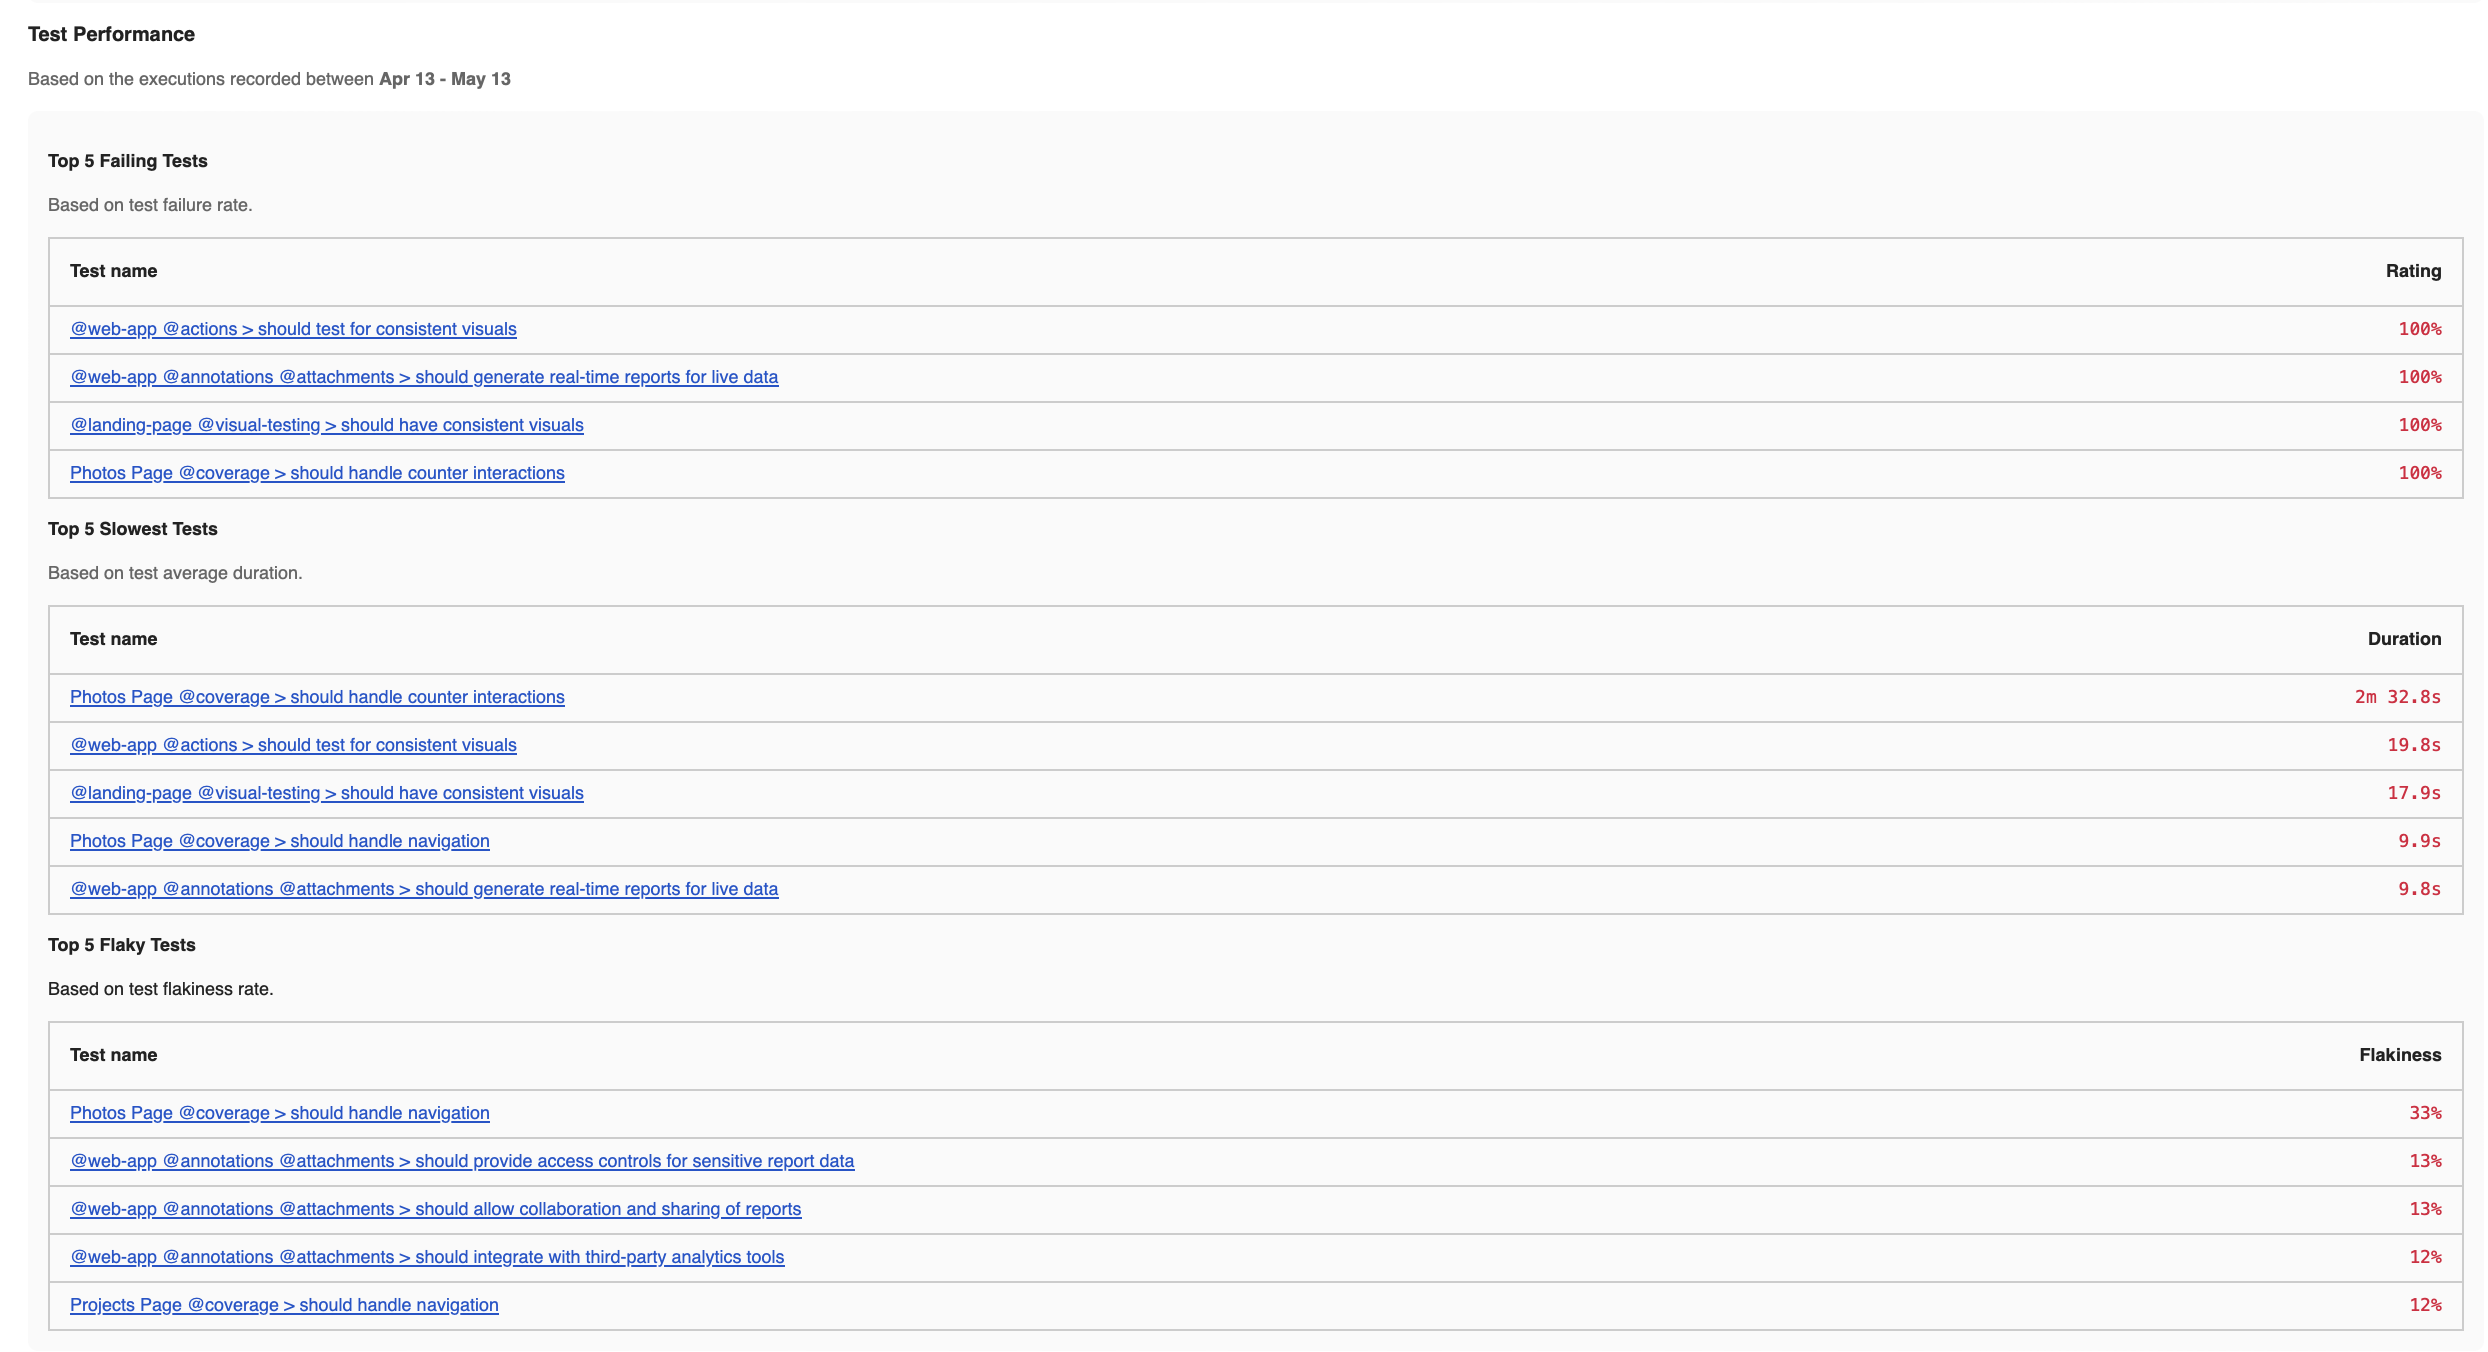 Test Performance
Based on the executions recorded between Apr 13 - May 13
Top 5 Failing Tests
Based on test failure rate.
Test name Rating
@web-app @actions > should test for consistent visuals 100%
@web-app @annotations @attachments > should generate real-time reports for live data 100%
@landing-page @visual-testing > should have consistent visuals 100%
Photos Page @coverage > should handle counter interactions 100%
Top 5 Slowest Tests
Based on test average duration.
Test name Duration
Photos Page @coverage > should handle counter interactions 2m 32.8s
@web-app @actions > should test for consistent visuals 19.8s
@landing-page @visual-testing > should have consistent visuals 17.9s
Photos Page @coverage > should handle navigation 9.9s
@web-app @annotations @attachments > should generate real-time reports for live data 9.8s
Top 5 Flaky Tests
Based on test flakiness rate.
Test name Flakiness
Photos Page @coverage > should handle navigation 33%
@web-app @annotations @attachments > should provide access controls for sensitive report data 13%
@web-app @annotations @attachments > should allow collaboration and sharing of reports 13%
@web-app @annotations @attachments > should integrate with third-party analytics tools 12%
Projects Page @coverage > should handle navigation 12%